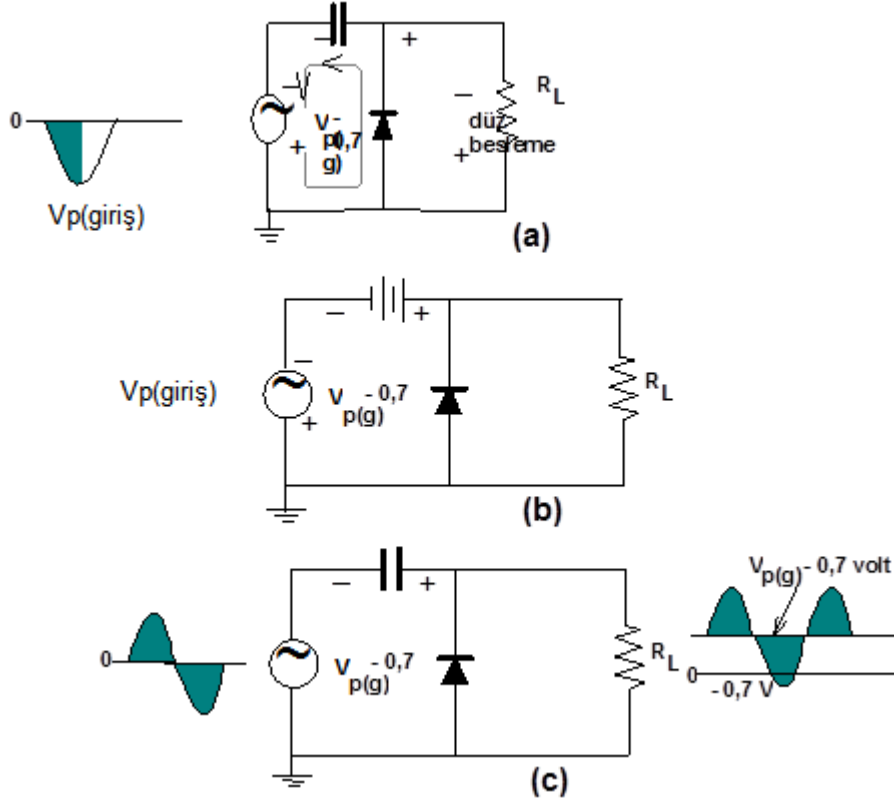 − +
− −
R L
0
V - 0,7
p( g)
düz
besreme
+ +
Vp(giriş)
(a)
− +
−
Vp(giriş)
V p(g) - 0,7
R L
+
(b)
V p(g) - 0,7 volt
− +
0
V p(g) - 0,7
R L
0
- 0,7 V
(c)